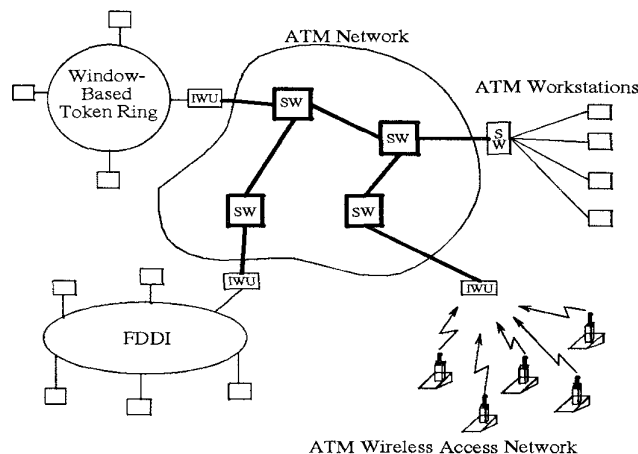 ATM Network
Window-
Based
Token Ring
IWU
SW
ATM Workstations
SW
S
W
SW
SW
IWU
IWU
FDDI
ATM Wireless Access Network